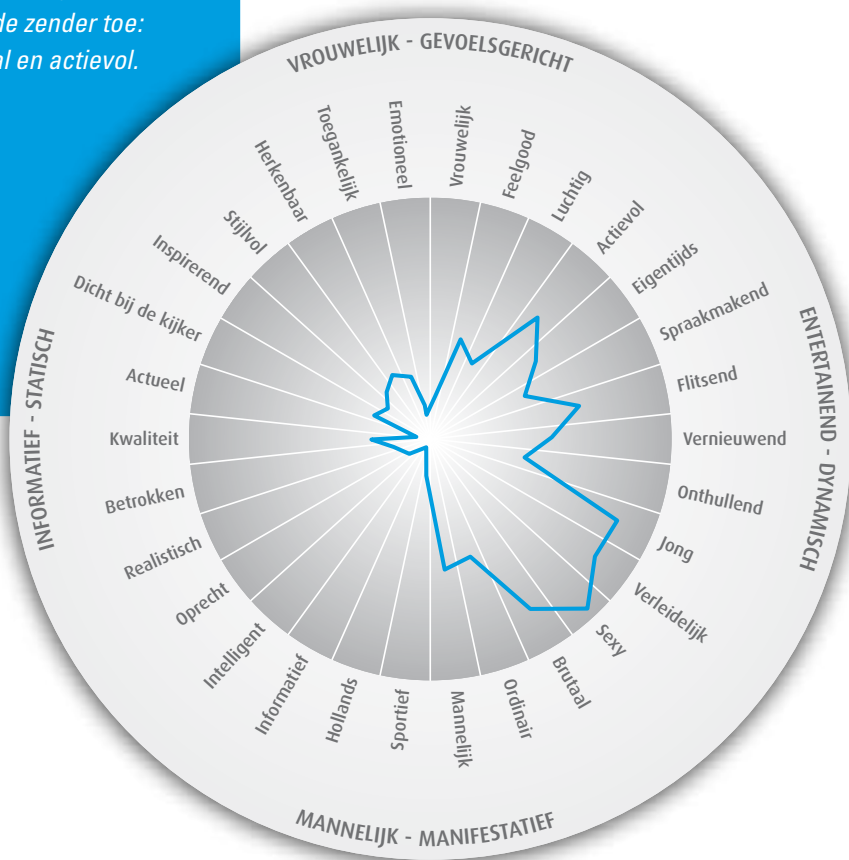 de zender toe:
en actievol.
VROUWELIJK - GEVOELSGERICHT
Emotioneel
Vrouwelijk
Feelgood
Luchtig
Actievol
Eigentijds
Spraakmakend
Flitsend
Vernieuwend
Onthullend
Jong
Verleidelijk
Sexy
Brutaal
Ordinair
Mannelijk
Sportief
Hollands
Informatief
Intelligent
Oprecht
Realistisch
Betrokken
Kwaliteit
Actueel
Dicht bij de kijker
Inspirerend
Stijlvol
Herkenbaar
Toegankelijk
ENTERTAINEND - DYNAMISCH
MANNELIJK - MANIFESTATIEF
INFORMATIEF - STATISCH